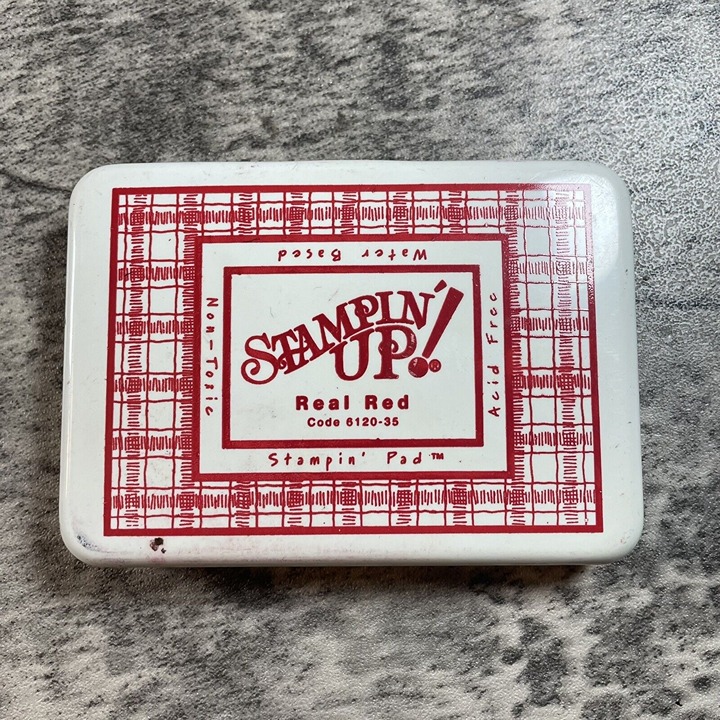 Water Based
Non-Toxic
STAMPIN'
UP!®
Real Red
Code 6120-35
Acid Free
Stampin' Pad™